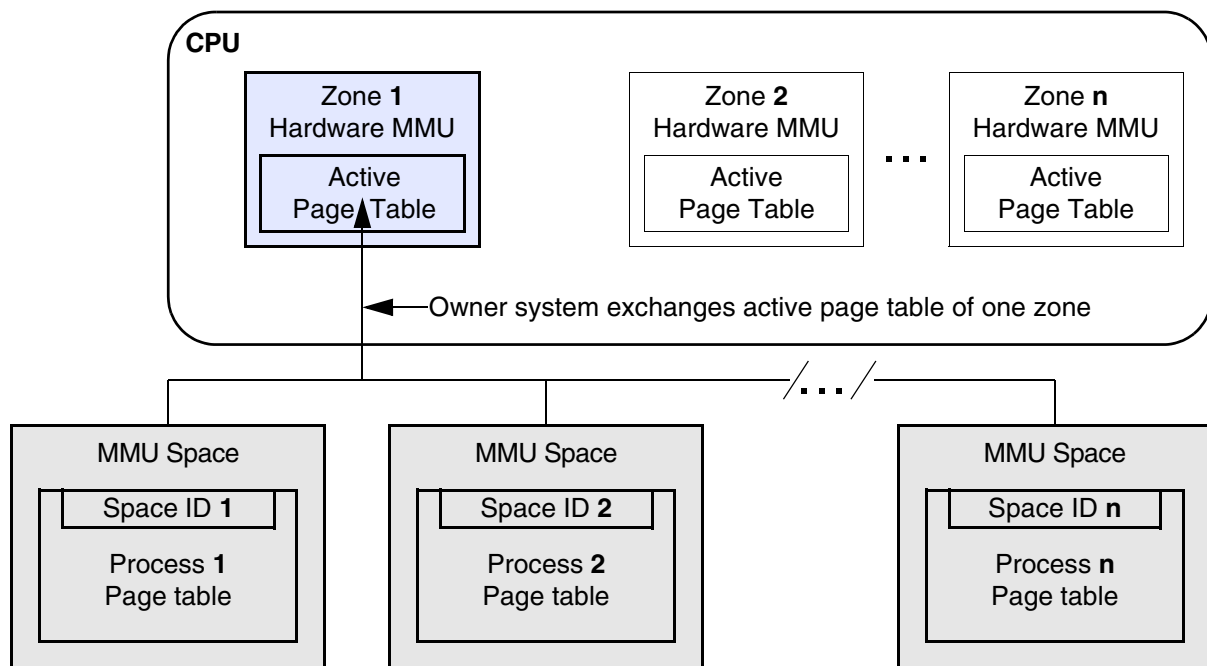 CPU
Zone 1
Hardware MMU
Active
Page Table
Zone 2
Hardware MMU
Active
Page Table
...
Zone n
Hardware MMU
Active
Page Table
Owner system exchanges active page table of one zone
...
MMU Space
Space ID 1
Process 1
Page table
MMU Space
Space ID 2
Process 2
Page table
MMU Space
Space ID n
Process n
Page table